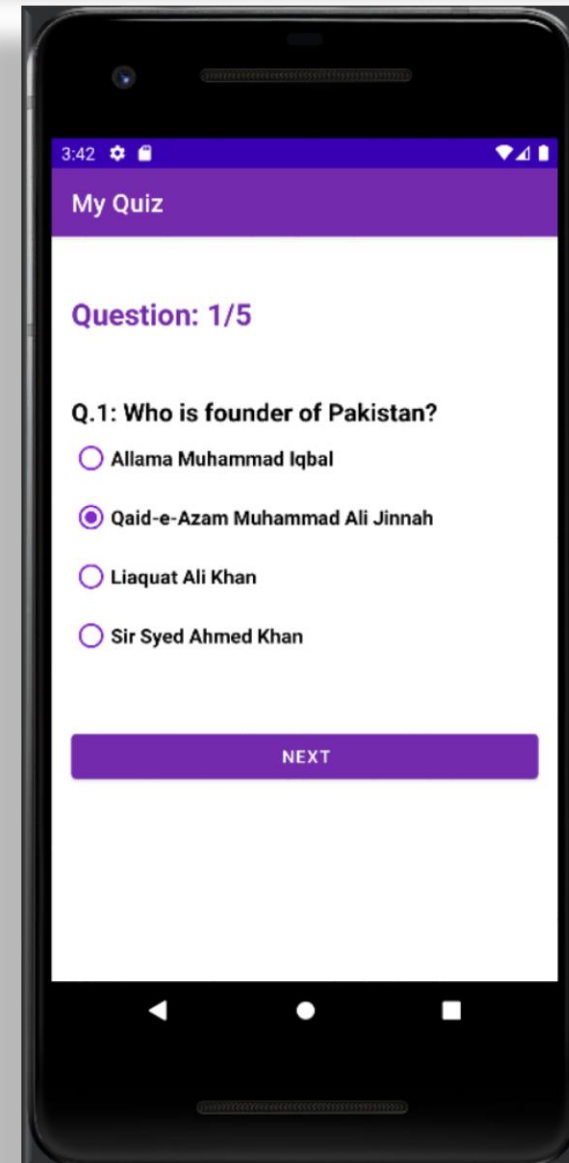 3:42
My Quiz
Question: 1/5
Q.1: Who is founder of Pakistan?
Allama Muhammad Iqbal
Qaid-e-Azam Muhammad Ali Jinnah
Liaquat Ali Khan
Sir Syed Ahmed Khan
NEXT